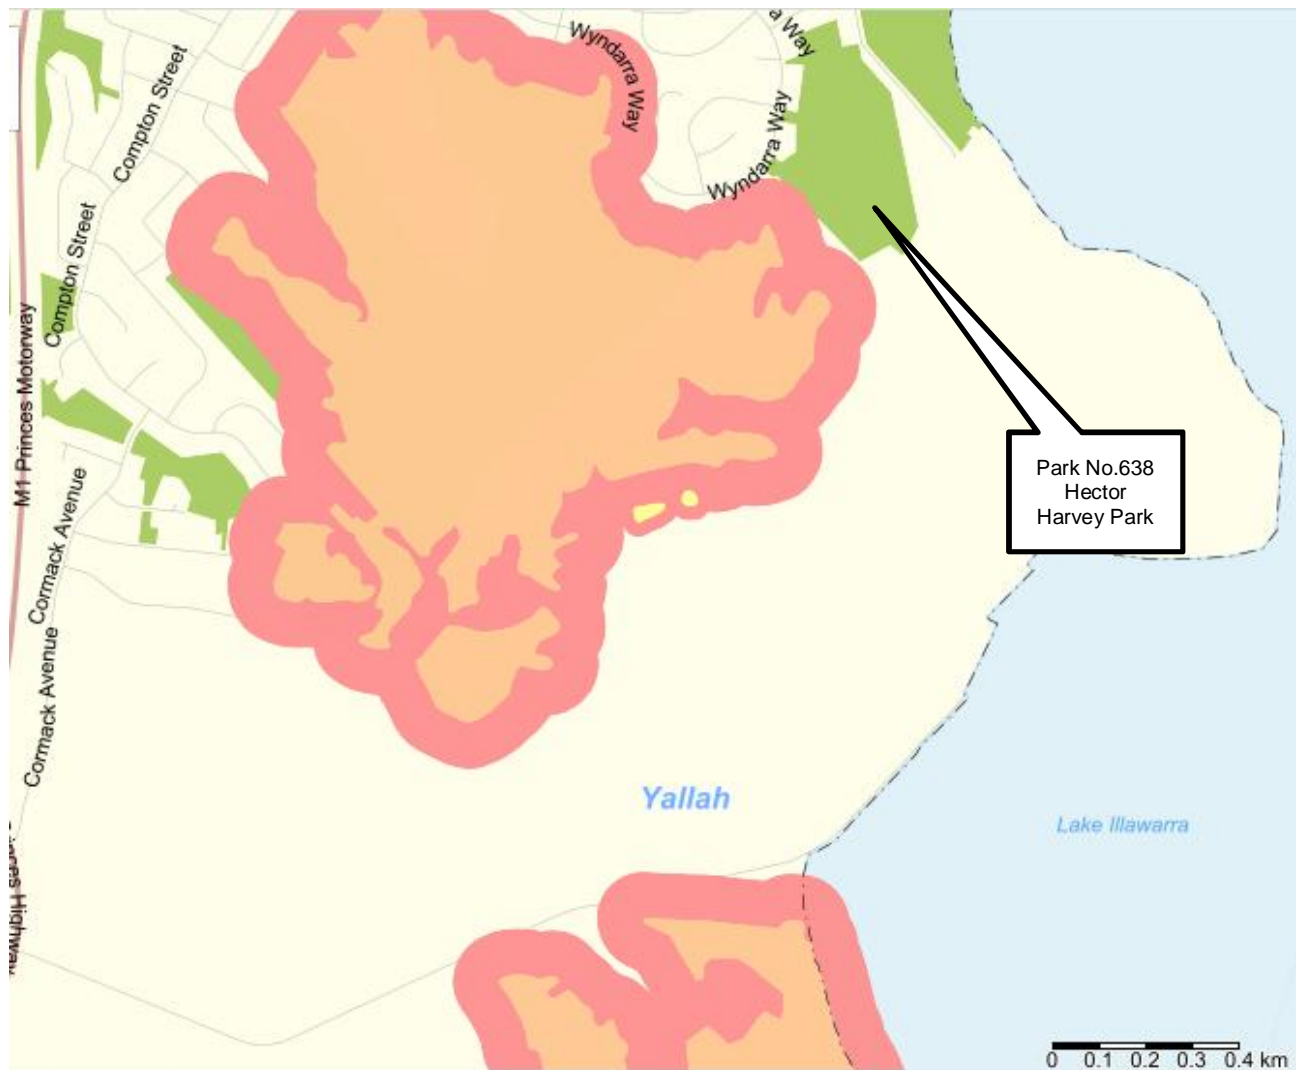 a Way
Wyndarra Way
Compton Street
Wyndarra Way
Wyndarra Way
Compton Street
M1 Princes Motorway
Park No.638
Hector
Harvey Park
Cormack Avenue
Cormack Avenue
Yallah
Lake Illawarra
Highway
0 0.1 0.2 0.3 0.4 km